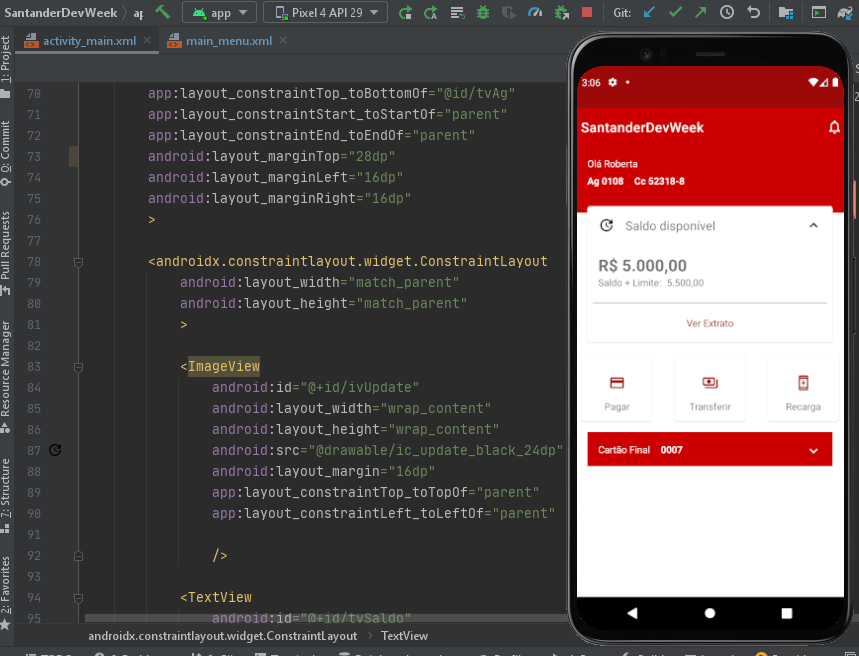 SantanderDevWeek
app
Pixel 4 API 29
Git:
activity_main.xml
main_menu.xml
1: Project
0: Commit
Pull Requests
Resource Manager
7: Structure
2: Favorites
70 app:layout_constraintTop_toBottomOf="@id/tvAg"
71 app:layout_constraintStart_toStartOf="parent"
72 app:layout_constraintEnd_toEndOf="parent"
73 android:layout_marginTop="28dp"
74 android:layout_marginLeft="16dp"
75 android:layout_marginRight="16dp"
76 >
77
78 <androidx.constraintlayout.widget.ConstraintLayout
79 android:layout_width="match_parent"
80 android:layout_height="match_parent"
81 >
82
83 <ImageView
84 android:id="@+id/ivUpdate"
85 android:layout_width="wrap_content"
86 android:layout_height="wrap_content"
87 android:src="@drawable/ic_update_black_24dp"
88 android:layout_margin="16dp"
89 app:layout_constraintTop_toTopOf="parent"
90 app:layout_constraintLeft_toLeftOf="parent"
91
92 />
93
94 <TextView
95 android:id="@+id/tvSaldo"
androidx.constraintlayout.widget.ConstraintLayout
TextView
3:06
SantanderDevWeek
Olá Roberta
Ag 0108 Cc 52318-8
Saldo disponível
R$ 5.000,00
Saldo + Limite: 5.500,00
Ver Extrato
Pagar
Transferir
Recarga
Cartão Final 0007